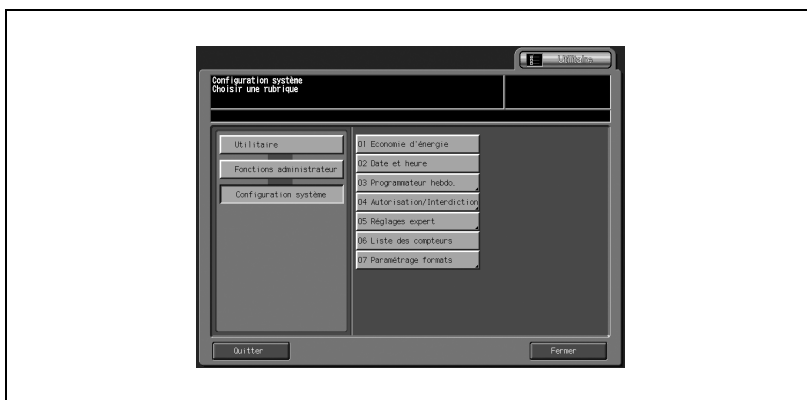 Utilitaire
Configuration système
Choisir une rubrique
Utilitaire
Fonctions administrateur
Configuration système
01 Economie d'énergie
02 Date et heure
03 Programmateur hebdo.
04 Autorisation/Interdiction
05 Réglages expert
06 Liste des compteurs
07 Paramétrage formats
Quitter
Fermer